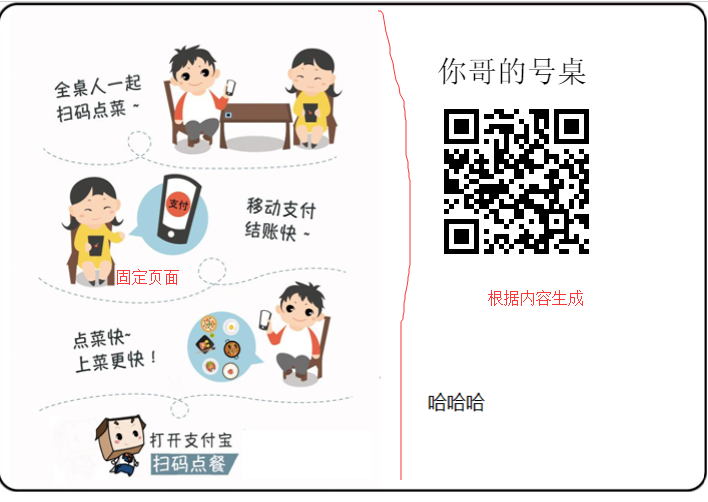 全桌人一起
扫码点菜~
支付
移动支付
结账快~
固定页面
点菜快~
上菜更快！
打开支付宝
扫码点餐
你哥的号桌
根据内容生成
哈哈哈